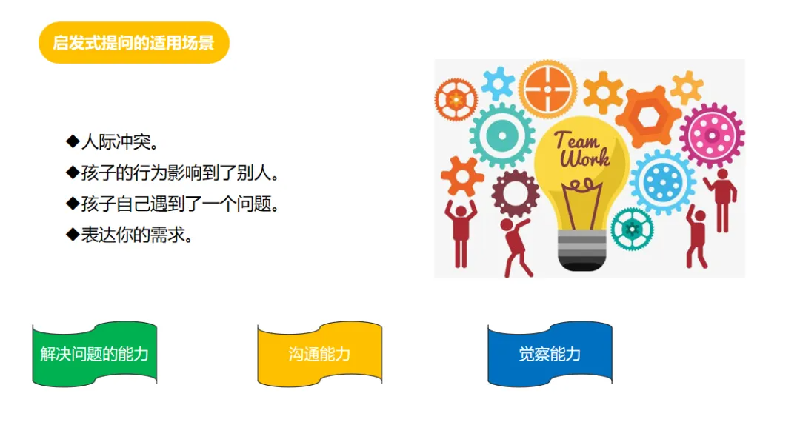 启发式提问的适用场景
◆人际冲突。
◆孩子的行为影响到了别人。
◆孩子自己遇到了一个问题。
◆表达你的需求。
Team
Work
解决问题的能力
沟通能力
觉察能力